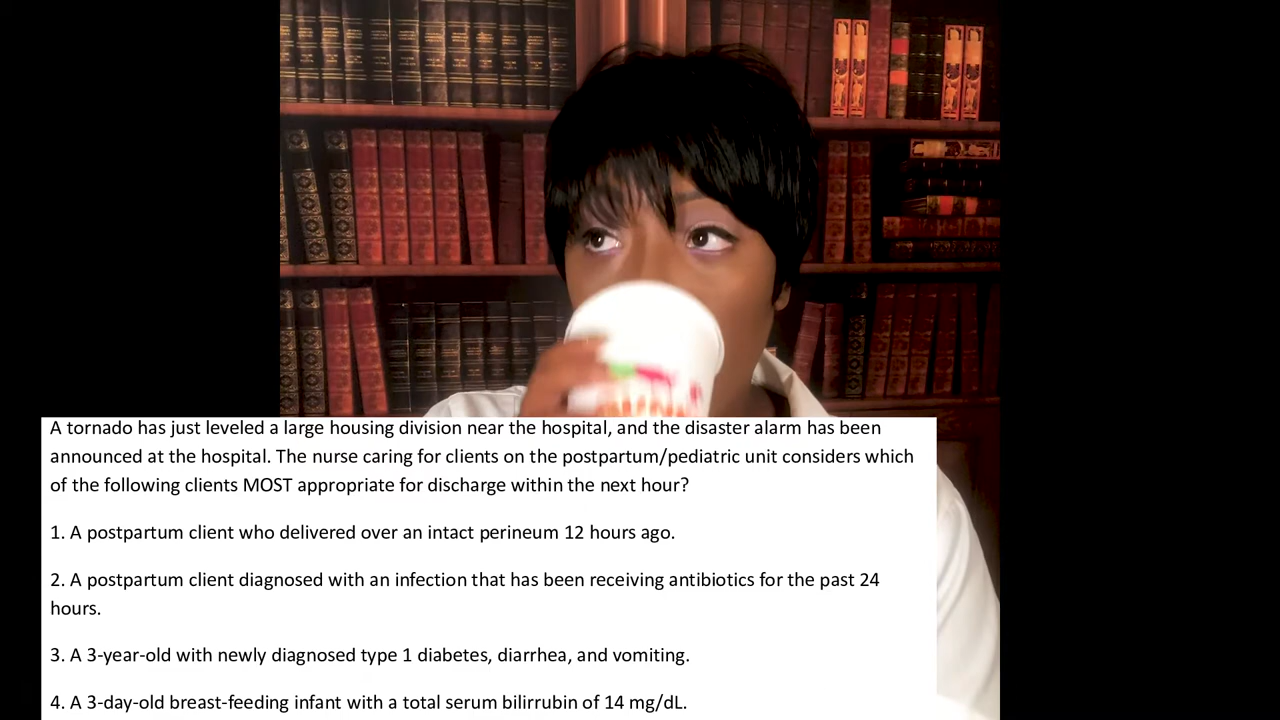 A tornado has just leveled a large housing division near the hospital, and the disaster alarm has been
announced at the hospital. The nurse caring for clients on the postpartum/pediatric unit considers which
of the following clients MOST appropriate for discharge within the next hour?
1. A postpartum client who delivered over an intact perineum 12 hours ago.
2. A postpartum client diagnosed with an infection that has been receiving antibiotics for the past 24
hours.
3. A 3-year-old with newly diagnosed type 1 diabetes, diarrhea, and vomiting.
4. A 3-day-old breast-feeding infant with a total serum bilirrubin of 14 mg/dL.